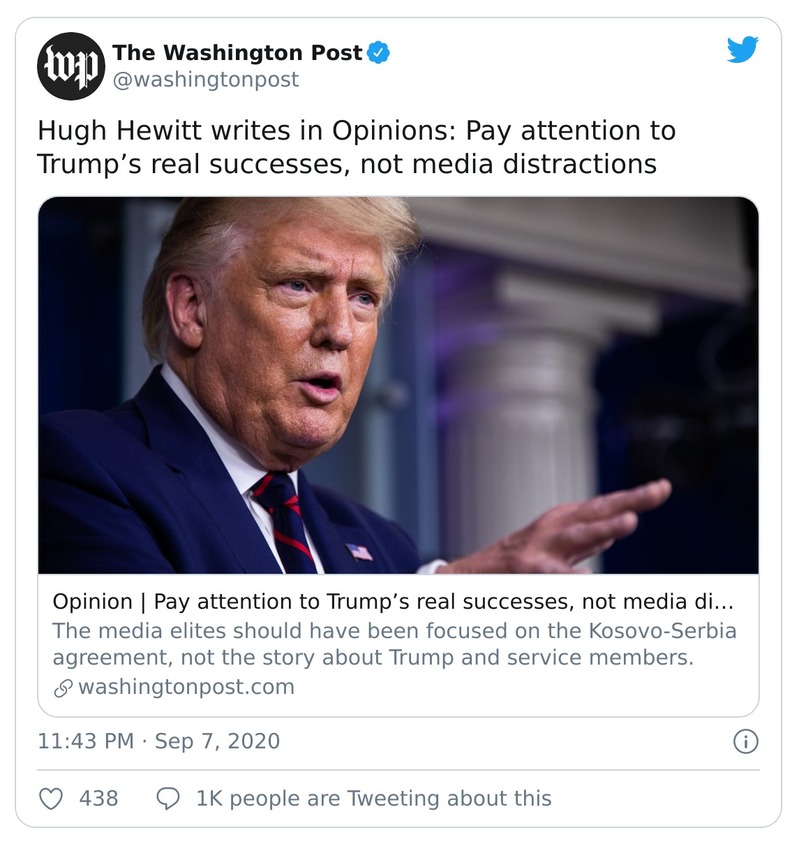 wp
The Washington Post
@washingtonpost
Hugh Hewitt writes in Opinions: Pay attention to
Trump’s real successes, not media distractions
Opinion | Pay attention to Trump’s real successes, not media di…
The media elites should have been focused on the Kosovo-Serbia
agreement, not the story about Trump and service members.
washingtonpost.com
11:43 PM · Sep 7, 2020
438 1K people are Tweeting about this